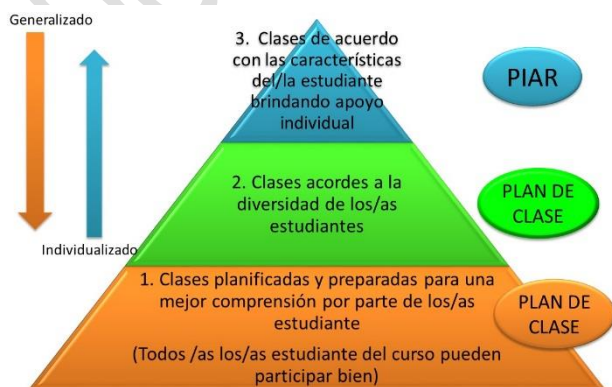 Generalizado
Individualizado
3. Clases de acuerdo
con las características
del/la estudiante
brindando apoyo
individual
PIAR
2. Clases acordes a la
diversidad de los/as
estudiantes
PLAN DE
CLASE
1. Clases planificadas y preparadas para una
mejor comprensión por parte de los/as
estudiante
(Todos /as los/as estudiante del curso pueden
participar bien)
PLAN DE
CLASE